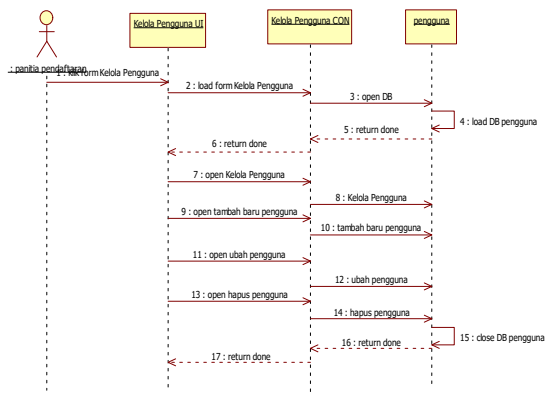 Kelola Pengguna UI
Kelola Pengguna CON
pengguna
: panitia pendaftaran
1 : klik form Kelola Pengguna
2 : load form Kelola Pengguna
3 : open DB
4 : load DB pengguna
5 : return done
6 : return done
7 : open Kelola Pengguna
8 : Kelola Pengguna
9 : open tambah baru pengguna
10 : tambah baru pengguna
11 : open ubah pengguna
12 : ubah pengguna
13 : open hapus pengguna
14 : hapus pengguna
15 : close DB pengguna
16 : return done
17 : return done